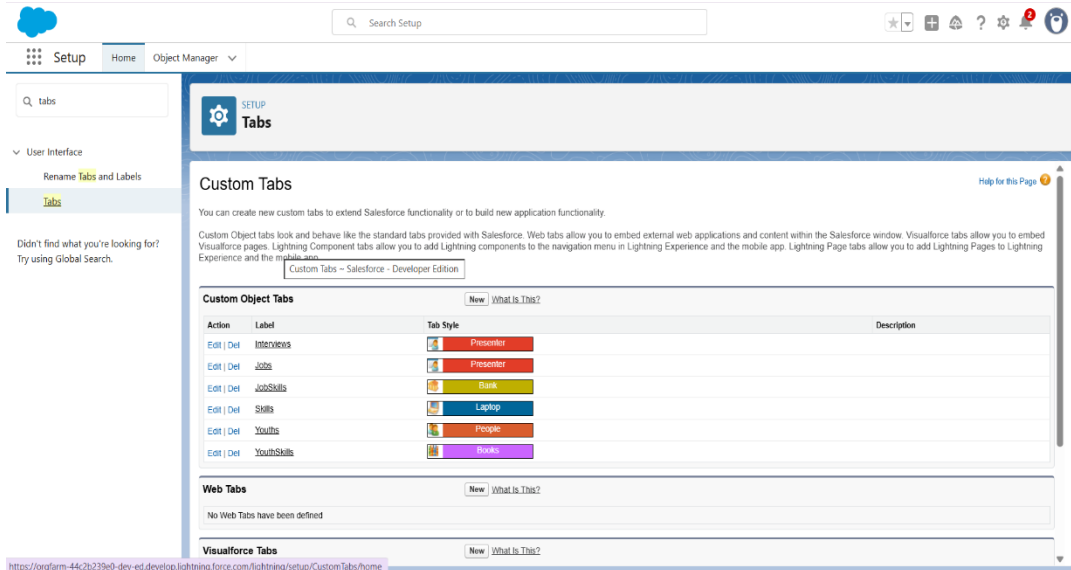 Search Setup
2
Setup
Home
Object Manager
tabs
User Interface
Rename Tabs and Labels
Tabs
Didn't find what you're looking for?
Try using Global Search.
SETUP
Tabs
Custom Tabs
Help for this Page
You can create new custom tabs to extend Salesforce functionality or to build new application functionality.
Custom Object tabs look and behave like the standard tabs provided with Salesforce. Web tabs allow you to embed external web applications and content within the Salesforce window. Visualforce tabs allow you to embed
Visualforce pages. Lightning Component tabs allow you to add Lightning components to the navigation menu in Lightning Experience and the mobile app. Lightning Page tabs allow you to add Lightning Pages to Lightning
Experience and the mobile app.
Custom Tabs ~ Salesforce - Developer Edition
Custom Object Tabs New What Is This?
Action Label Tab Style Description
Edit | Del Interviews Presenter
Edit | Del Jobs Presenter
Edit | Del JobSkills Bank
Edit | Del Skills Laptop
Edit | Del Youths People
Edit | Del YouthSkills Books
Web Tabs New What Is This?
No Web Tabs have been defined
Visualforce Tabs New What Is This?
https://orgfarm-44c2b239e0-dev-ed.develop.lightning.force.com/lightning/setup/CustomTabs/home